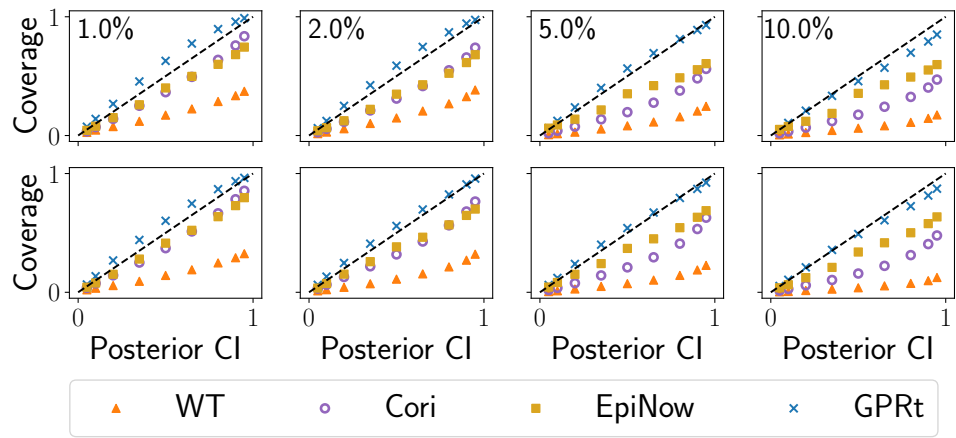 1.0% 2.0% 5.0% 10.0%
1
Coverage
0
1
Coverage
0
0 1 0 1 0 1 0 1
Posterior CI Posterior CI Posterior CI Posterior CI
WT Cori EpiNow GPRt